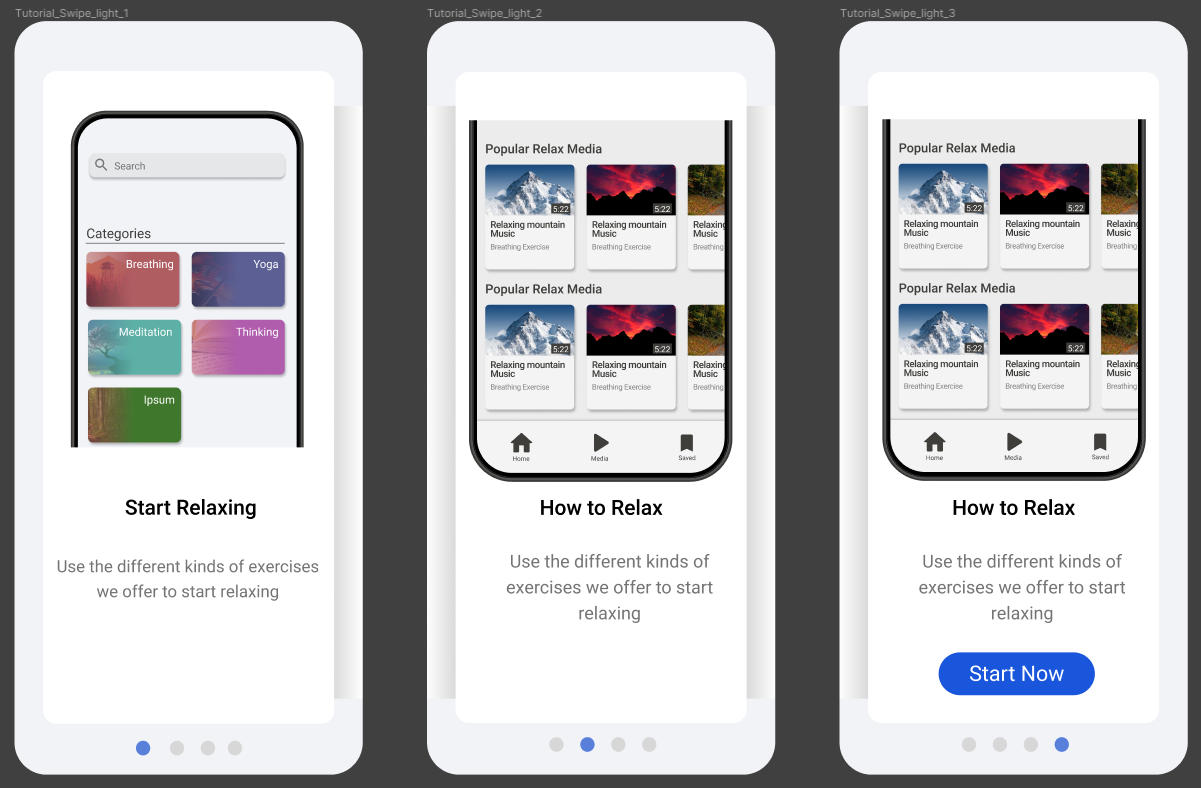 Tutorial_Swipe_light_1
Search
Categories
Breathing
Yoga
Meditation
Thinking
Ipsum
Start Relaxing
Use the different kinds of exercises
we offer to start relaxing
Tutorial_Swipe_light_2
Popular Relax Media
5:22
5:22
Relaxing mountain
Music
Relaxing mountain
Music
Relaxing
Music
Breathing Exercise
Breathing Exercise
Breathing
Popular Relax Media
5:22
5:22
Relaxing mountain
Music
Relaxing mountain
Music
Relaxing
Music
Breathing Exercise
Breathing Exercise
Breathing
Home
Media
Saved
How to Relax
Use the different kinds of
exercises we offer to start
relaxing
Tutorial_Swipe_light_3
Popular Relax Media
5:22
5:22
Relaxing mountain
Music
Relaxing mountain
Music
Relaxing
Music
Breathing Exercise
Breathing Exercise
Breathing
Popular Relax Media
5:22
5:22
Relaxing mountain
Music
Relaxing mountain
Music
Relaxing
Music
Breathing Exercise
Breathing Exercise
Breathing
Home
Media
Saved
How to Relax
Use the different kinds of
exercises we offer to start
relaxing
Start Now